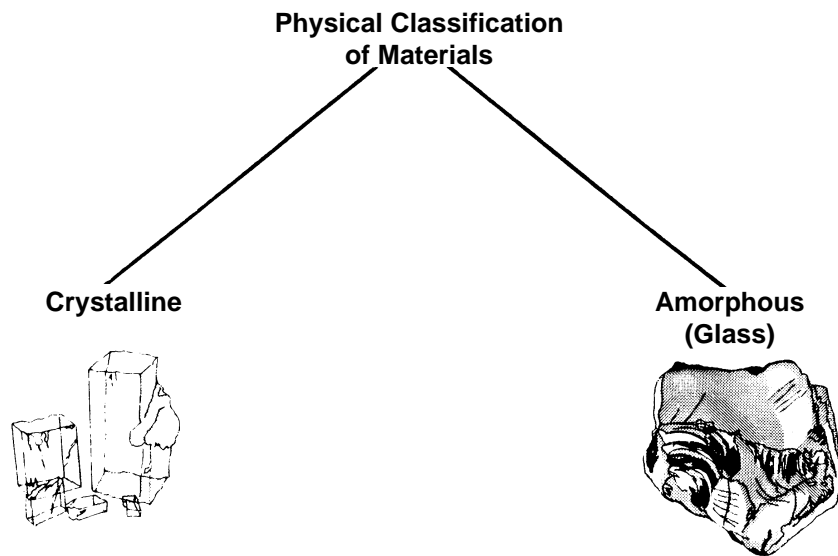 Physical Classification
of Materials
Crystalline
Amorphous
(Glass)